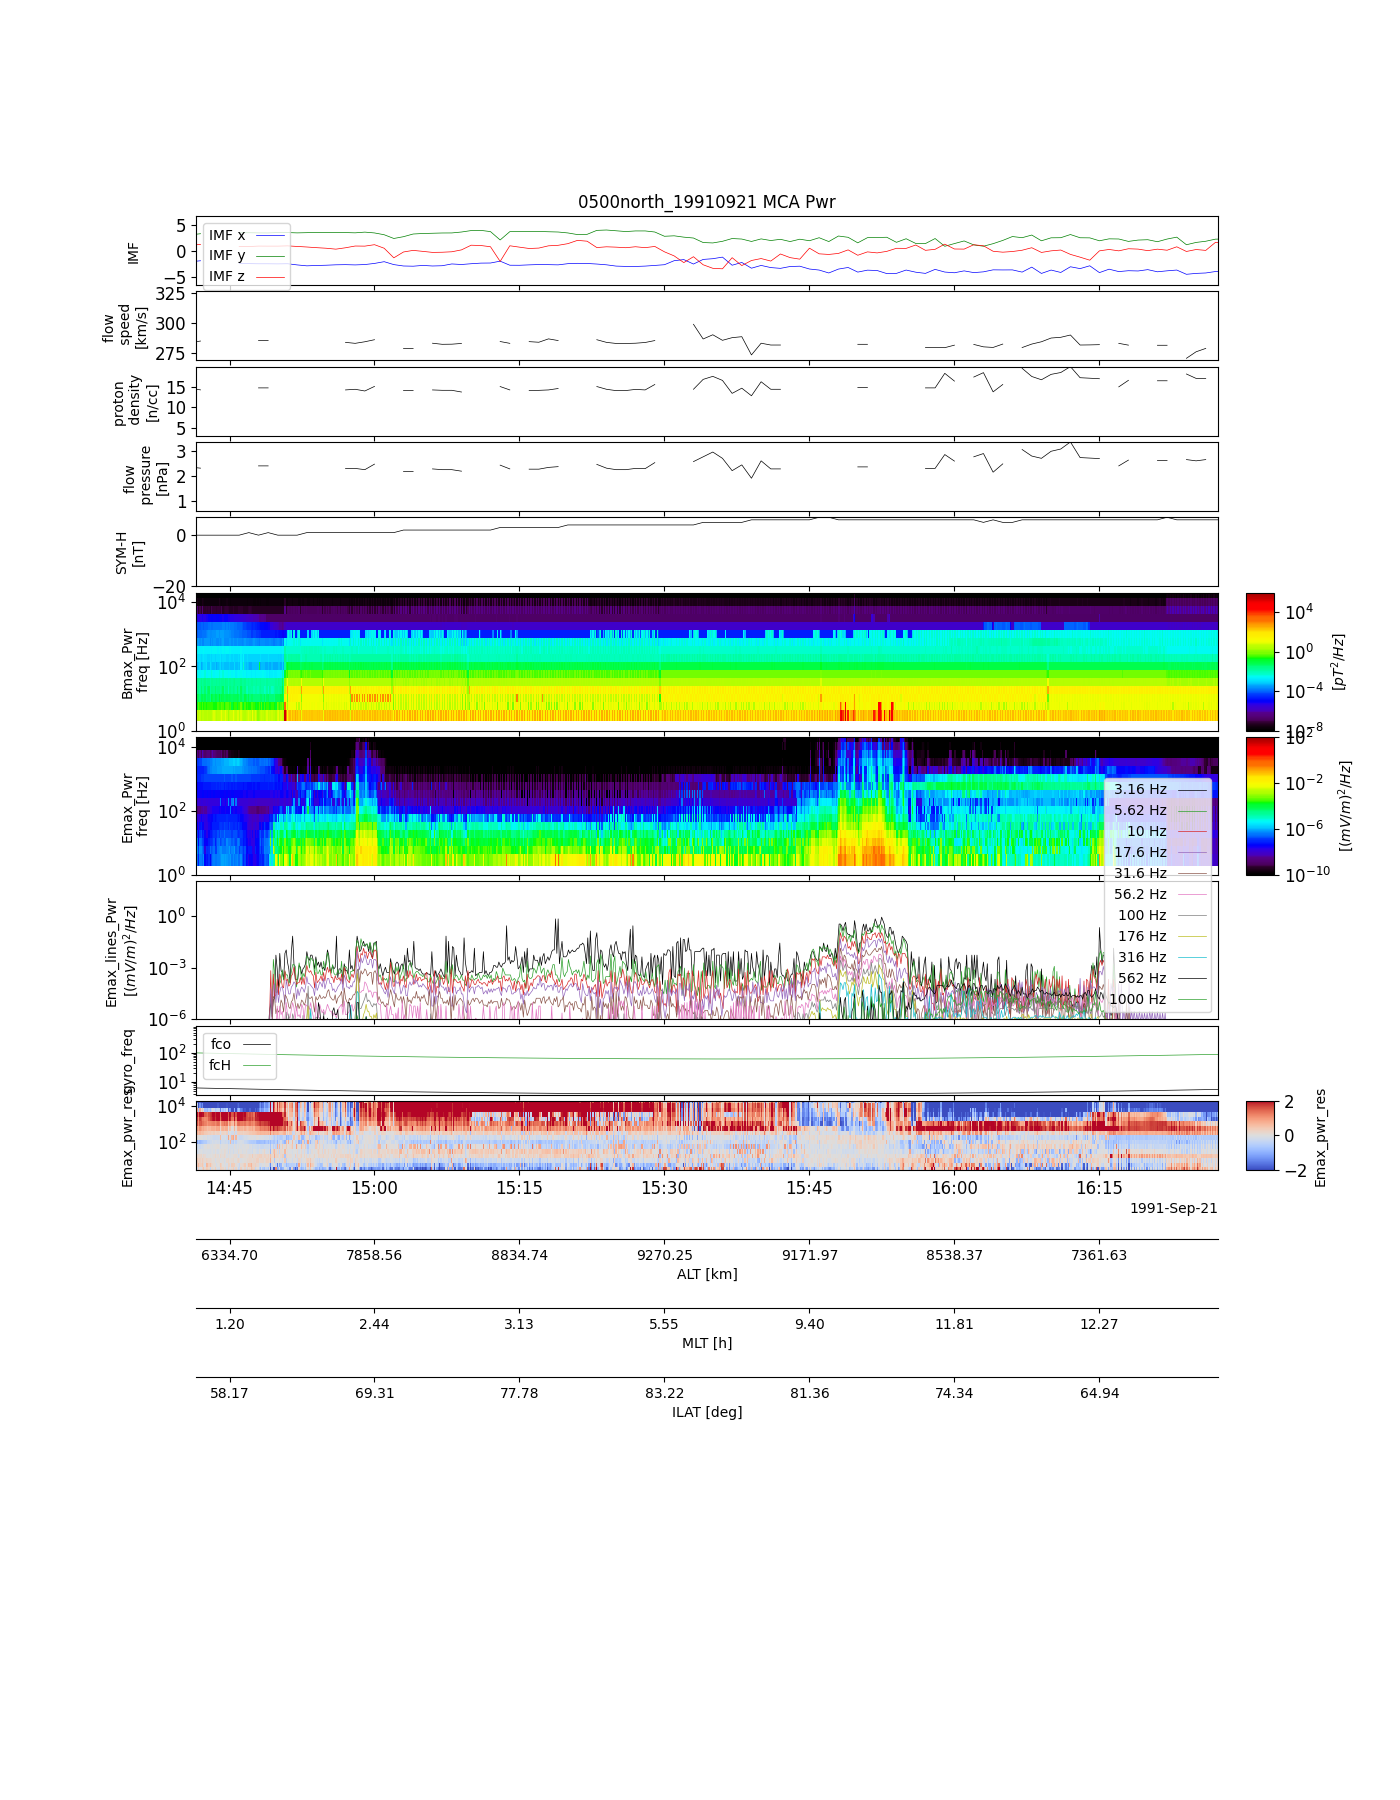 0500north_19910921 MCA Pwr
IMF
5
0
−5
IMF x
IMF y
IMF z
flow
speed
[km/s]
325
300
275
proton
density
[n/cc]
15
10
5
flow
pressure
[nPa]
3
2
1
SYM-H
[nT]
0
−20
Bmax_Pwr
freq [Hz]
10^4
10^2
10^0
10^4
10^0
10^-4
10^-8
[pT^2/Hz]
Emax_Pwr
freq [Hz]
10^4
10^2
10^0
10^2
10^-2
10^-6
10^-10
[(mV/m)^2/Hz]
3.16 Hz
5.62 Hz
10 Hz
17.6 Hz
31.6 Hz
56.2 Hz
100 Hz
176 Hz
316 Hz
562 Hz
1000 Hz
Emax_lines_Pwr
[(mV/m)^2/Hz]
10^0
10^-3
10^-6
gyro_freq
10^2
10^1
fco
fcH
Emax_pwr_res
10^4
10^2
2
0
−2
Emax_pwr_res
14:45 15:00 15:15 15:30 15:45 16:00 16:15
1991-Sep-21
6334.70 7858.56 8834.74 9270.25 9171.97 8538.37 7361.63
ALT [km]
1.20 2.44 3.13 5.55 9.40 11.81 12.27
MLT [h]
58.17 69.31 77.78 83.22 81.36 74.34 64.94
ILAT [deg]